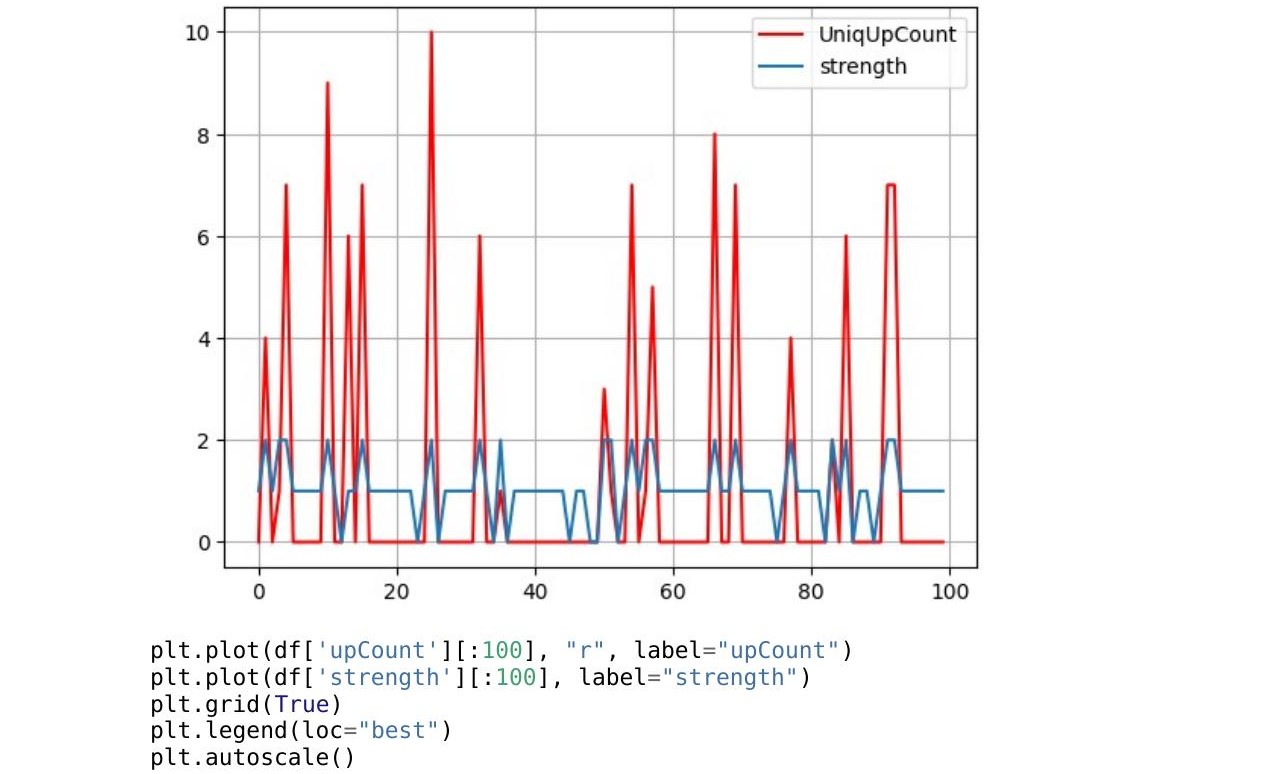 10
8
6
4
2
0
UniqUpCount
strength
0 20 40 60 80 100
plt.plot(df['upCount'][:100], "r", label="upCount")
plt.plot(df['strength'][:100], label="strength")
plt.grid(True)
plt.legend(loc="best")
plt.autoscale()